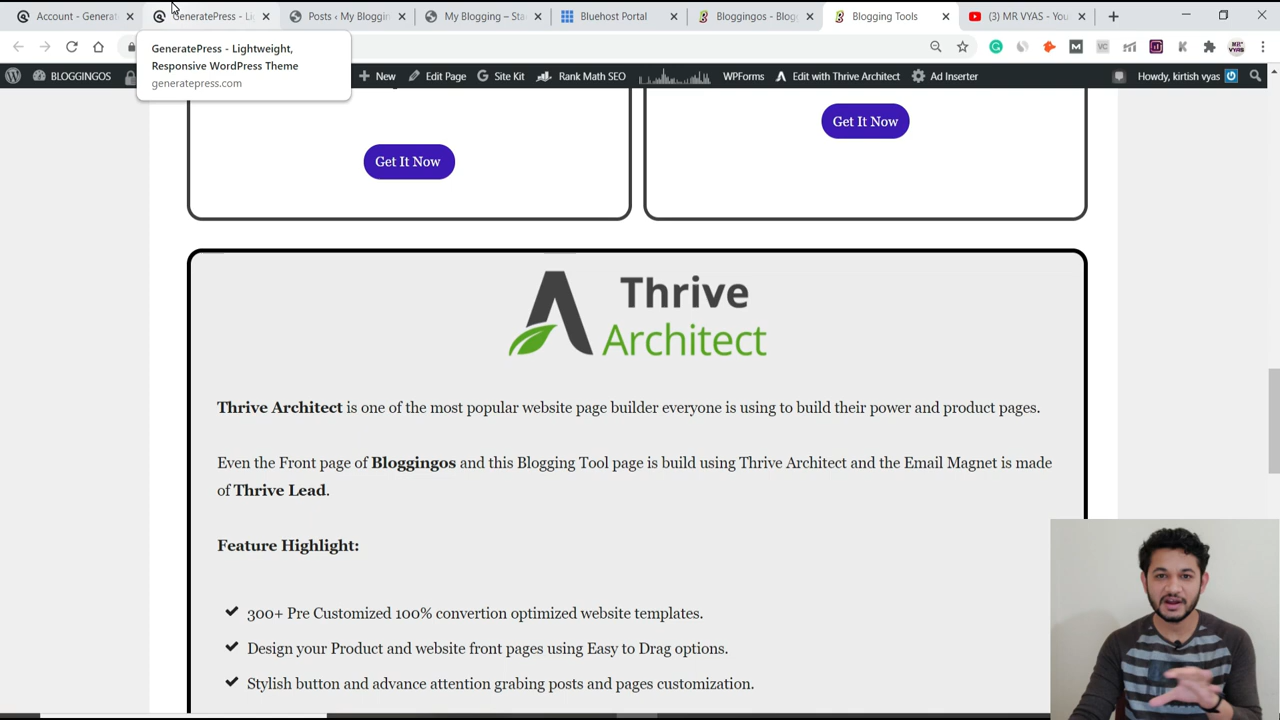 Account - Genera
GeneratePress - Li
Posts ‹ My Bloggin
My Blogging – Sta
Bluehost Portal
Bloggingos - Blog
Blogging Tools
(3) MR VYAS - You
GeneratePress - Lightweight,
Responsive WordPress Theme
generatepress.com
BLOGGINGOS
New
Edit Page
Site Kit
Rank Math SEO
WPForms
Edit with Thrive Architect
Ad Inserter
Howdy, kirtish vyas
Get It Now
Get It Now
Thrive
Architect
Thrive Architect is one of the most popular website page builder everyone is using to build their power and product pages.
Even the Front page of Bloggingos and this Blogging Tool page is build using Thrive Architect and the Email Magnet is made
of Thrive Lead.
Feature Highlight:
300+ Pre Customized 100% convertion optimized website templates.
Design your Product and website front pages using Easy to Drag options.
Stylish button and advance attention grabing posts and pages customization.